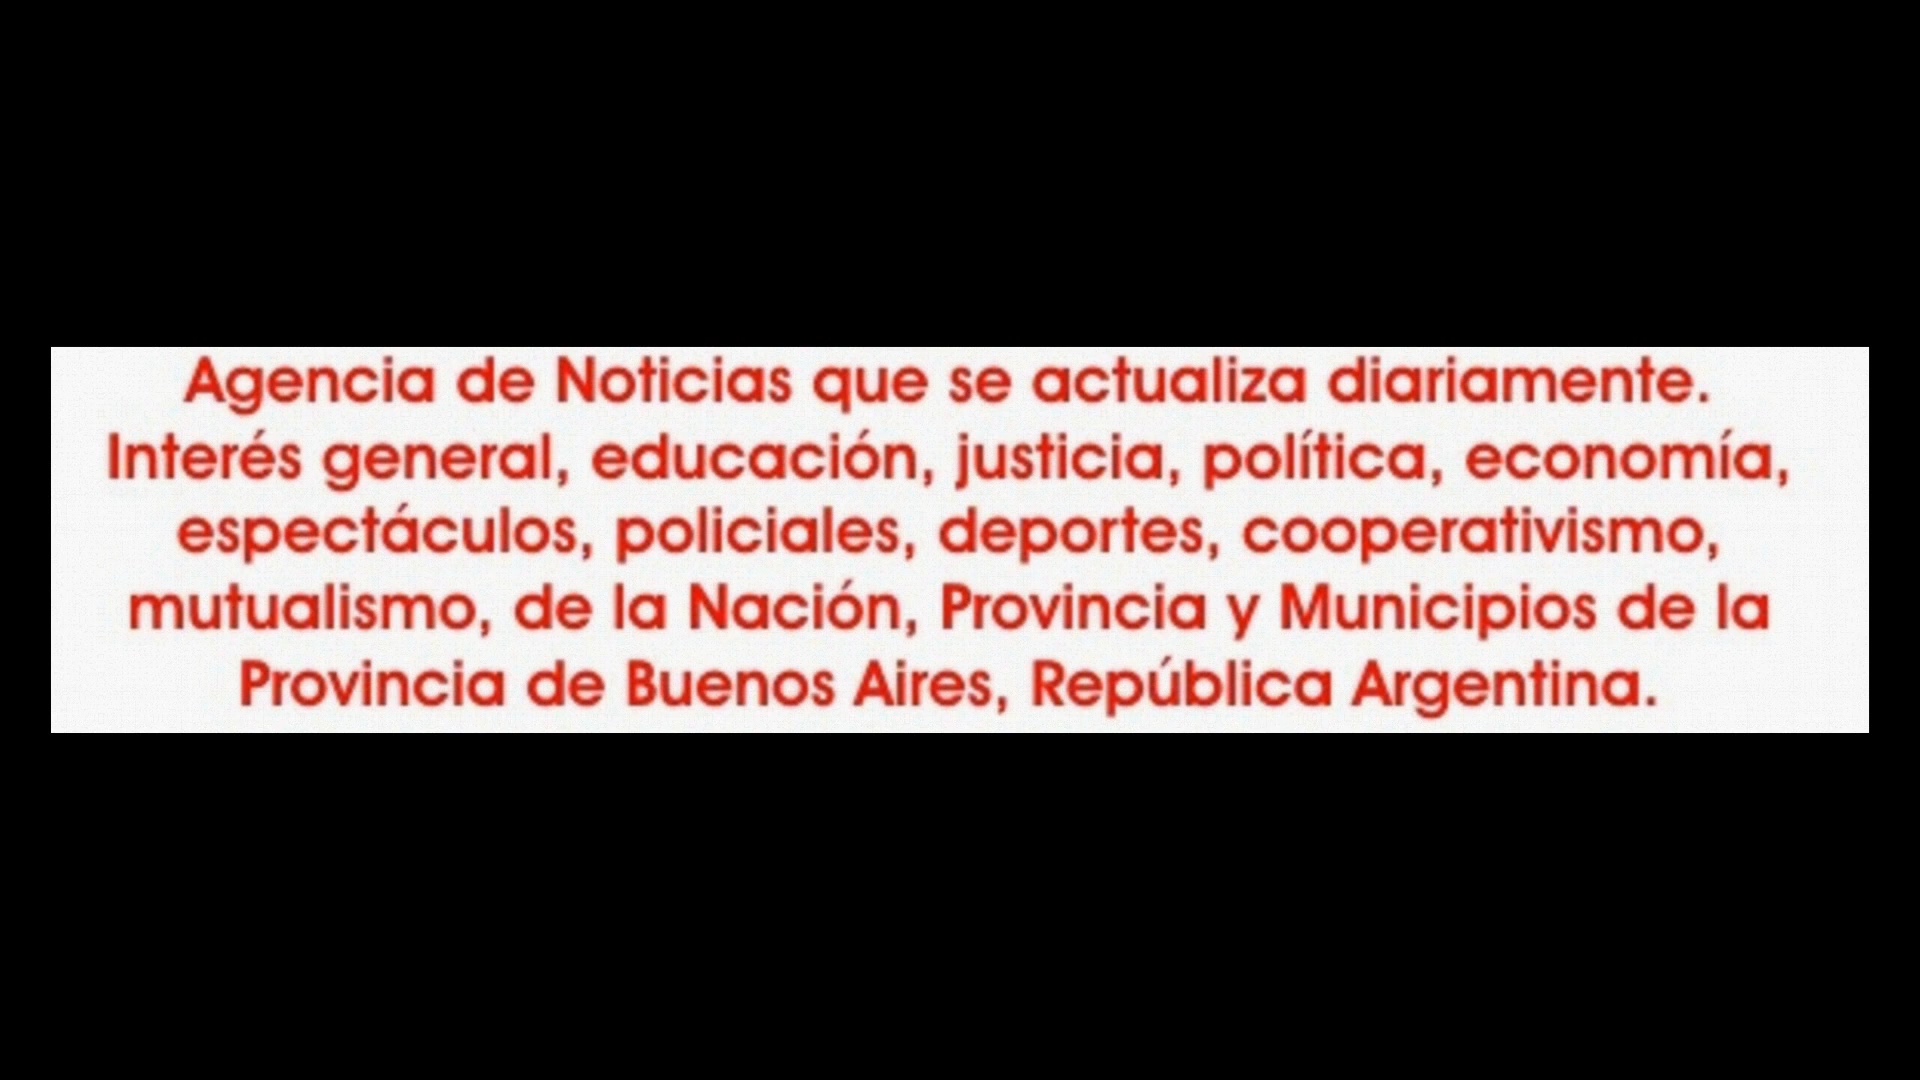 Agencia de Noticias que se actualiza diariamente.
Interés general, educación, justicia, política, economía,
espectáculos, policiales, deportes, cooperativismo,
mutualismo, de la Nación, Provincia y Municipios de la
Provincia de Buenos Aires, República Argentina.